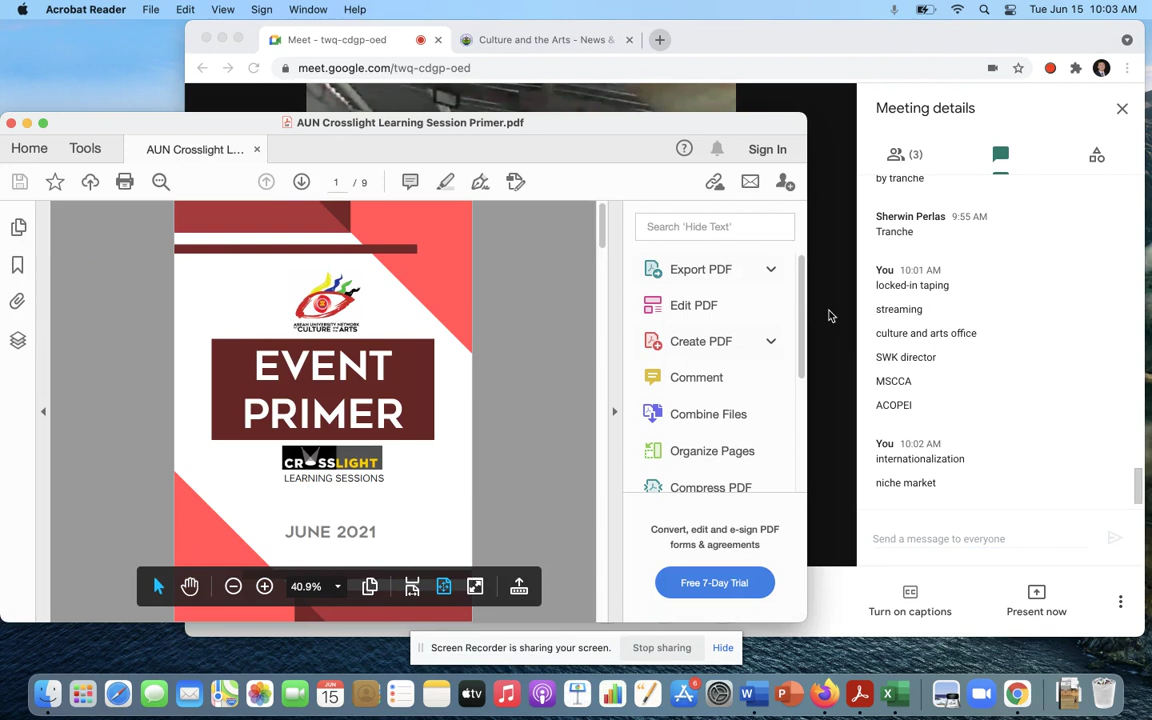 Acrobat Reader File Edit View Sign Window Help Tue Jun 15 10:03 AM
Meet - twq-cdgp-oed
Culture and the Arts - News &
meet.google.com/twq-cdgp-oed
AUN Crosslight Learning Session Primer.pdf
Home Tools AUN Crosslight L... Sign In
1 / 9
ASEAN UNIVERSITY NETWORK
CULTURE and the ARTS
EVENT
PRIMER
CROSSLIGHT
LEARNING SESSIONS
JUNE 2021
40.9%
Search 'Hide Text'
Export PDF
Edit PDF
Create PDF
Comment
Combine Files
Organize Pages
Compress PDF
Convert, edit and e-sign PDF
forms & agreements
Free 7-Day Trial
Meeting details
(3)
by tranche
Sherwin Perlas 9:55 AM
Tranche
You 10:01 AM
locked-in taping
streaming
culture and arts office
SWK director
MSCCA
ACOPEI
You 10:02 AM
internationalization
niche market
Send a message to everyone
Turn on captions
Present now
Screen Recorder is sharing your screen. Stop sharing Hide
JUN
15
tv
6